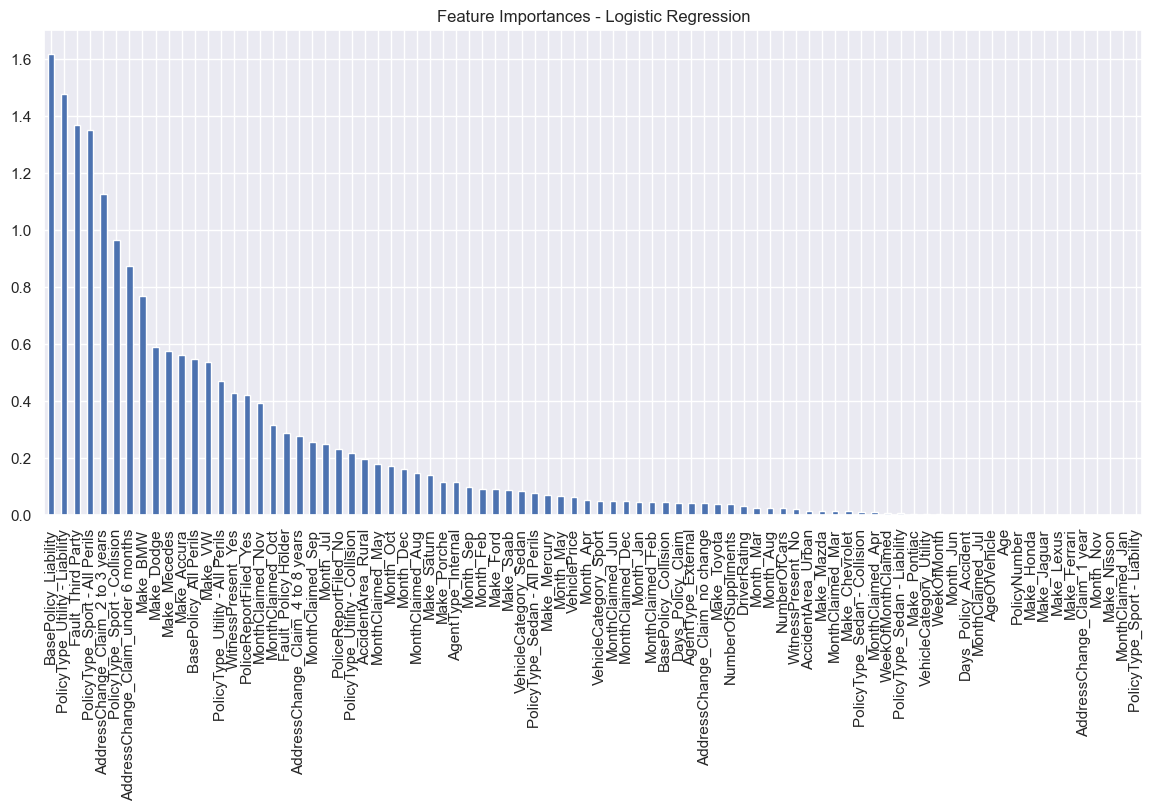 Feature Importances - Logistic Regression
1.6
1.4
1.2
1.0
0.8
0.6
0.4
0.2
0.0
BasePolicy_Liability
PolicyType_Utility - Liability
Fault_Third Party
PolicyType_Sport - All Perils
AddressChange_Claim_2 to 3 years
PolicyType_Sport - Collision
AddressChange_Claim_under 6 months
Make_BMW
Make_Dodge
Make_Mecedes
Make_Accura
BasePolicy_All Perils
Make_VW
PolicyType_Utility - All Perils
WitnessPresent_Yes
PoliceReportFiled_Yes
MonthClaimed_Nov
MonthClaimed_Oct
Fault_Policy Holder
AddressChange_Claim_4 to 8 years
MonthClaimed_Sep
Month_Jul
PoliceReportFiled_No
PolicyType_Utility - Collision
AccidentArea_Rural
MonthClaimed_May
Month_Oct
Month_Dec
MonthClaimed_Aug
Make_Saturn
Make_Porche
AgentType_Internal
Month_Sep
Month_Feb
Make_Ford
Make_Saab
VehicleCategory_Sedan
PolicyType_Sedan - All Perils
Make_Mercury
Month_May
VehiclePrice
Month_Apr
VehicleCategory_Sport
MonthClaimed_Jun
MonthClaimed_Dec
Month_Jan
MonthClaimed_Feb
BasePolicy_Collision
Days_Policy_Claim
AgentType_External
AddressChange_Claim_no change
Make_Toyota
NumberOfSuppliments
DriverRating
Month_Mar
Month_Aug
NumberOfCars
WitnessPresent_No
AccidentArea_Urban
Make_Mazda
MonthClaimed_Mar
Make_Chevrolet
PolicyType_Sedan - Collision
MonthClaimed_Apr
WeekOfMonthClaimed
PolicyType_Sedan - Liability
Make_Pontiac
VehicleCategory_Utility
WeekOfMonth
Month_Jun
Days_Policy_Accident
MonthClaimed_Jul
AgeOfVehicle
Age
PolicyNumber
Make_Honda
Make_Jaguar
Make_Lexus
Make_Ferrari
AddressChange_Claim_1 year
Month_Nov
Make_Nisson
MonthClaimed_Jan
PolicyType_Sport - Liability